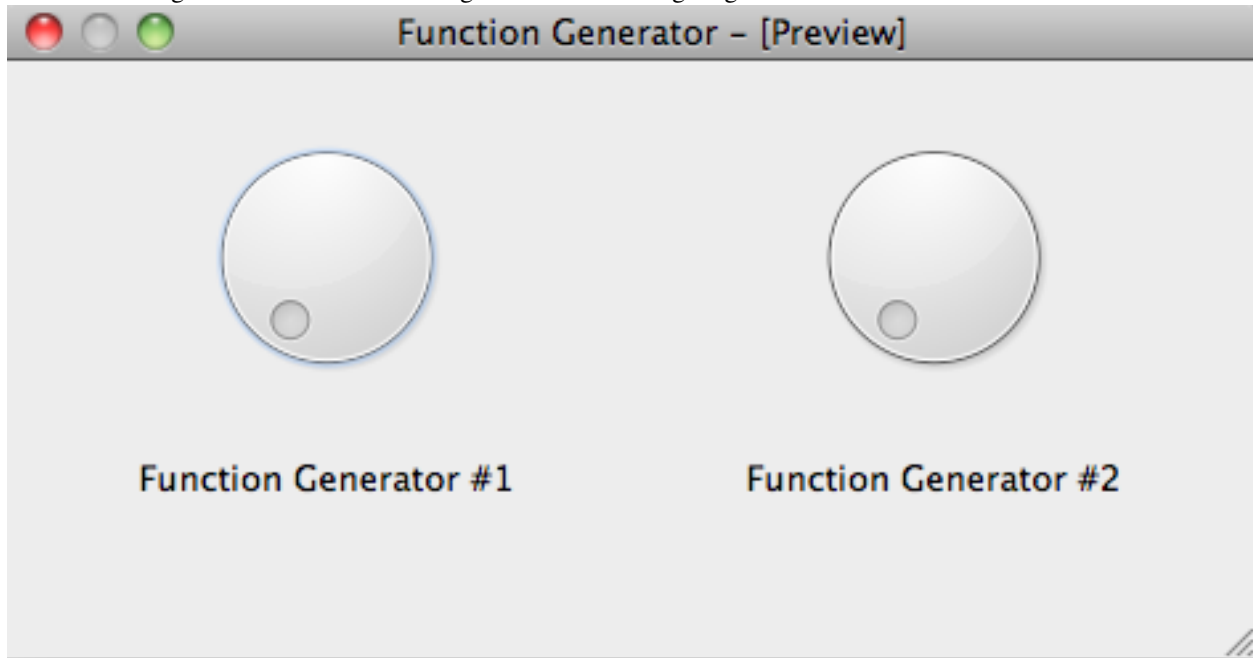 Function Generator – [Preview]
Function Generator #1
Function Generator #2